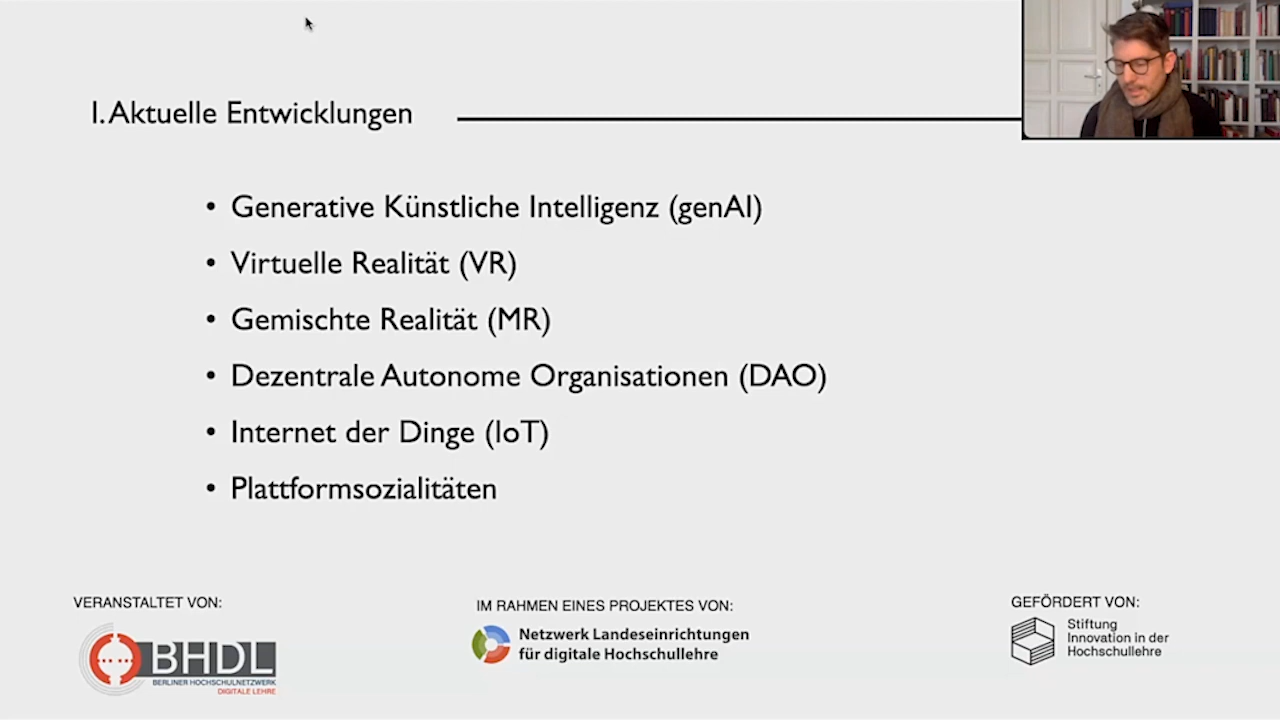 I. Aktuelle Entwicklungen
• Generative Künstliche Intelligenz (genAI)
• Virtuelle Realität (VR)
• Gemischte Realität (MR)
• Dezentrale Autonome Organisationen (DAO)
• Internet der Dinge (IoT)
• Plattformsozialitäten
VERANSTALTET VON:
BHDL
BERLINER HOCHSCHULNETZWERK
DIGITALE LEHRE
IM RAHMEN EINES PROJEKTES VON:
Netzwerk Landeseinrichtungen
für digitale Hochschullehre
GEFÖRDERT VON:
Stiftung
Innovation in der
Hochschullehre